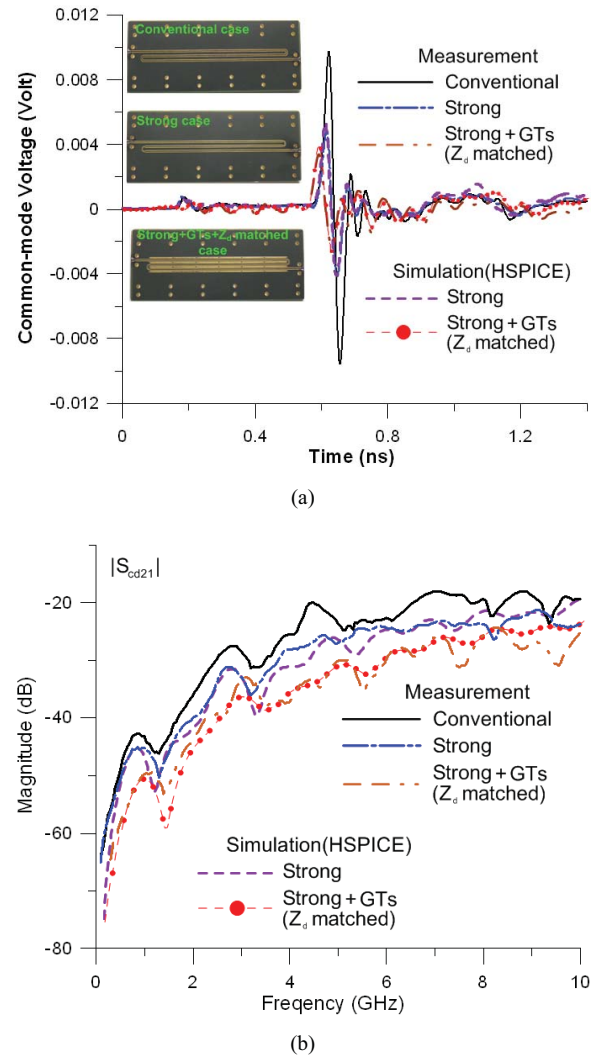 0.012
0.008
0.004
0
-0.004
-0.008
-0.012
Common-mode Voltage (Volt)
Conventional case
Strong case
Strong+GTs+Zd-matched
case
Measurement
Conventional
Strong
Strong + GTs
(Zd matched)
Simulation(HSPICE)
Strong
Strong + GTs
(Zd matched)
0 0.4 0.8 1.2
Time (ns)
(a)
|Scd21|
-20
-40
-60
-80
Magnitude (dB)
Measurement
Conventional
Strong
Strong + GTs
(Zd matched)
Simulation(HSPICE)
Strong
Strong + GTs
(Zd matched)
0 2 4 6 8 10
Freqency (GHz)
(b)